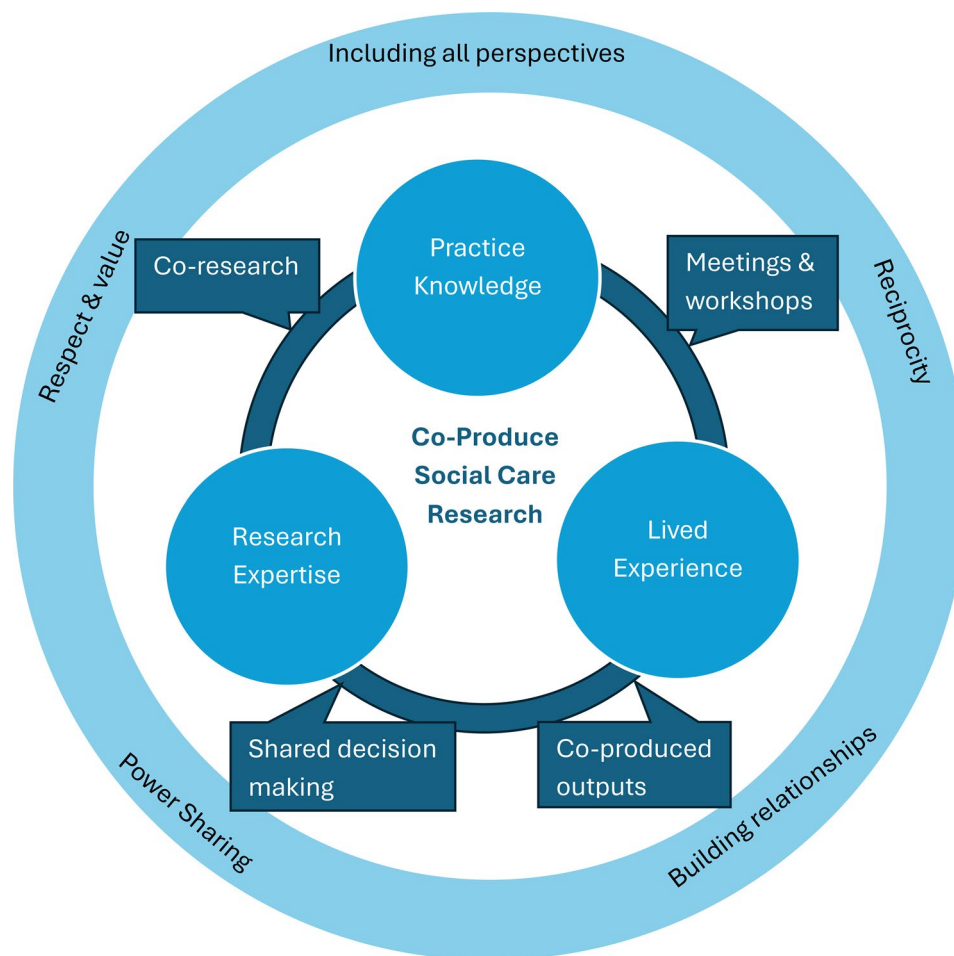 Including all perspectives
Respect & value
Reciprocity
Co-research
Practice
Knowledge
Meetings &
workshops
Co-Produce
Social Care
Research
Research
Expertise
Lived
Experience
Shared decision
making
Co-produced
outputs
Power Sharing
Building relationships